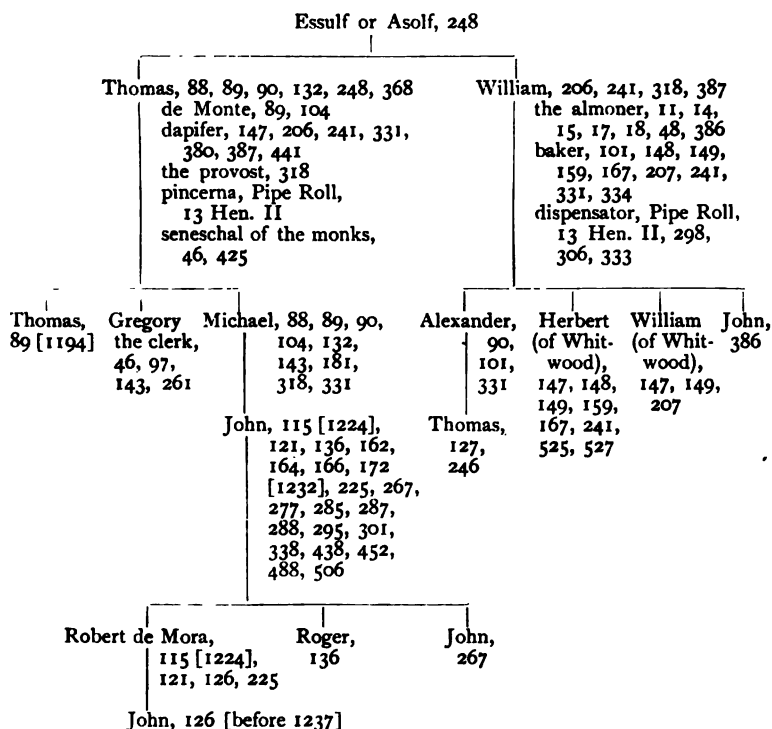 Essulf or Asolf, 248
Thomas, 88, 89, 90, 132, 248, 368
de Monte, 89, 104
dapifer, 147, 206, 241, 331,
380, 387, 441
the provost, 318
pincerna, Pipe Roll,
13 Hen. II
seneschal of the monks,
46, 425
William, 206, 241, 318, 387
the almoner, 11, 14,
15, 17, 18, 48, 386
baker, 101, 148, 149,
159, 167, 207, 241,
331, 334
dispensator, Pipe Roll,
13 Hen. II, 298,
306, 333
Thomas,
89 [1194]
Gregory
the clerk,
46, 97,
143, 261
Michael, 88, 89, 90,
104, 132,
143, 181,
318, 331
Alexander,
90,
101,
331
Herbert
(of Whit-
wood),
147, 148,
149, 159,
167, 241,
525, 527
William
(of Whit-
wood),
147, 149,
207
John,
386
John, 115 [1224],
121, 136, 162,
164, 166, 172
[1232], 225, 267,
277, 285, 287,
288, 295, 301,
338, 438, 452,
488, 506
Thomas,
127,
246
Robert de Mora,
115 [1224],
121, 126, 225
Roger,
136
John,
267
John, 126 [before 1237]